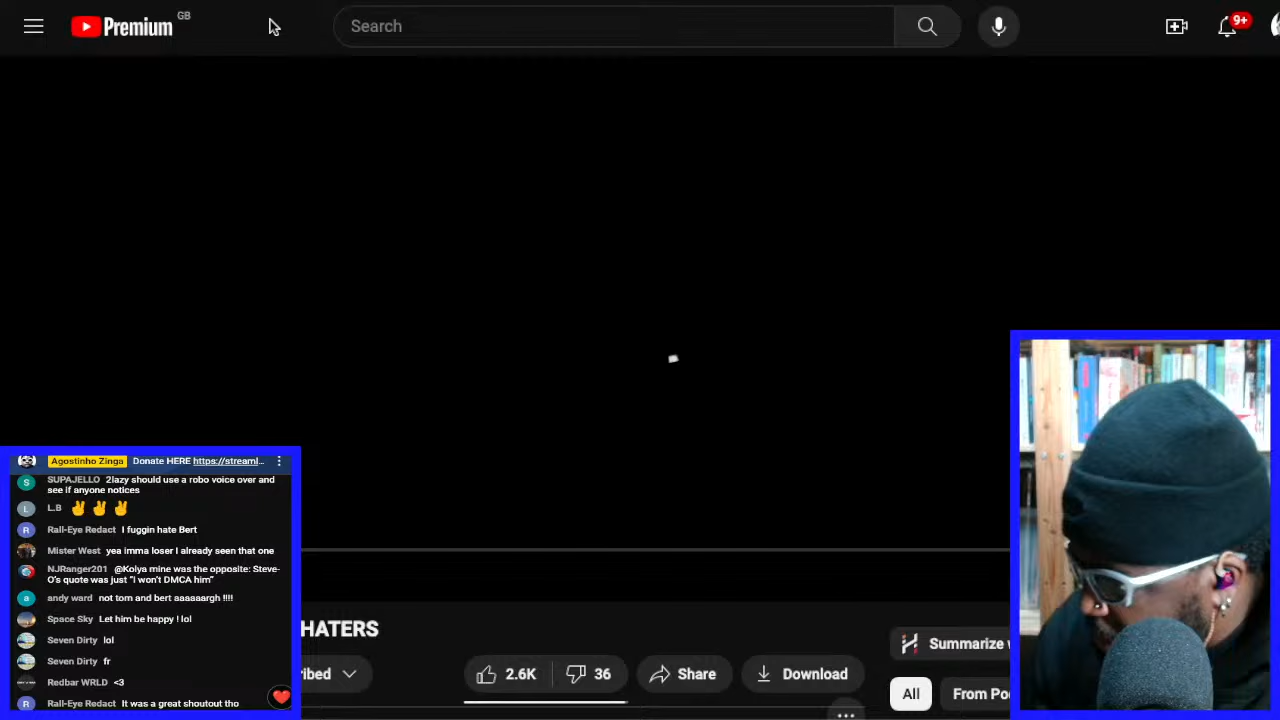 Premium GB
Search
9+
Agostinho Zinga Donate HERE https://streaml...
SUPAJELLO 2lazy should use a robo voice over and
see if anyone notices
L.B ✌️ ✌️ ✌️
Rall-Eye Redact I fuggin hate Bert
Mister West yea imma loser I already seen that one
NJRanger201 @Koiya mine was the opposite: Steve-
O's quote was just "i won't DMCA him"
andy ward not tom and bert aaaaaargh !!!!
Space Sky Let him be happy ! lol
Seven Dirty lol
Seven Dirty fr
Redbar WRLD <3
Rall-Eye Redact It was a great shoutout tho
HATERS
ribed
2.6K
36
Share
Download
Summarize
All
From Po